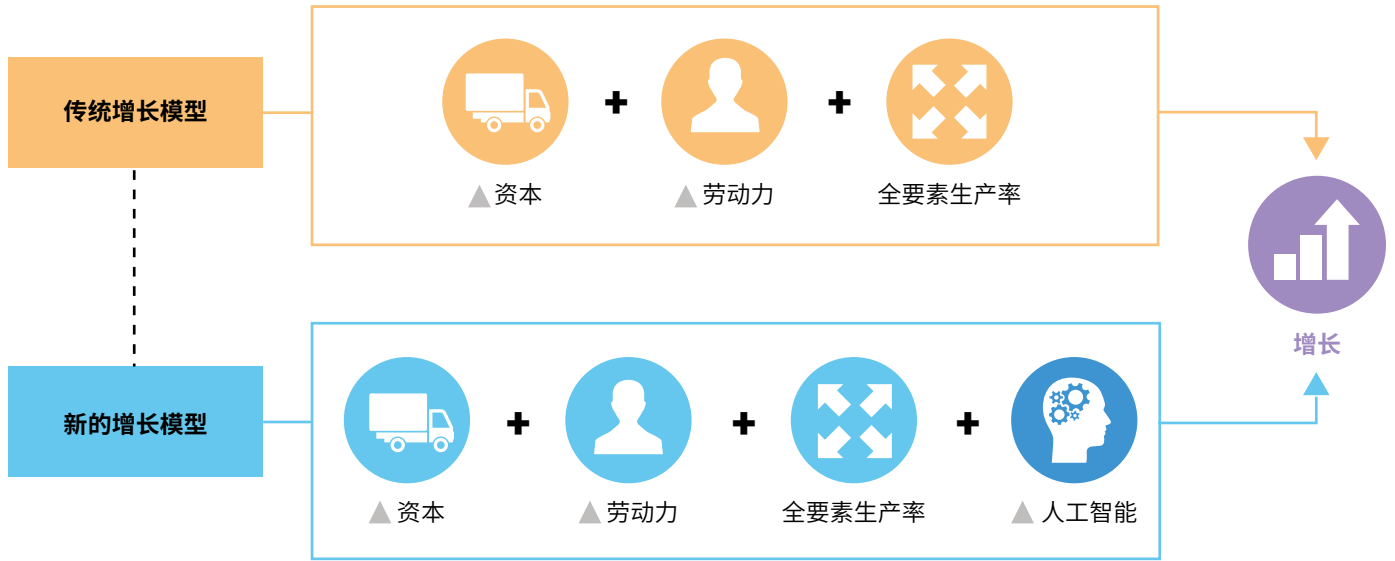 传统增长模型
资本
劳动力
全要素生产率
增长
新的增长模型
资本
劳动力
全要素生产率
人工智能